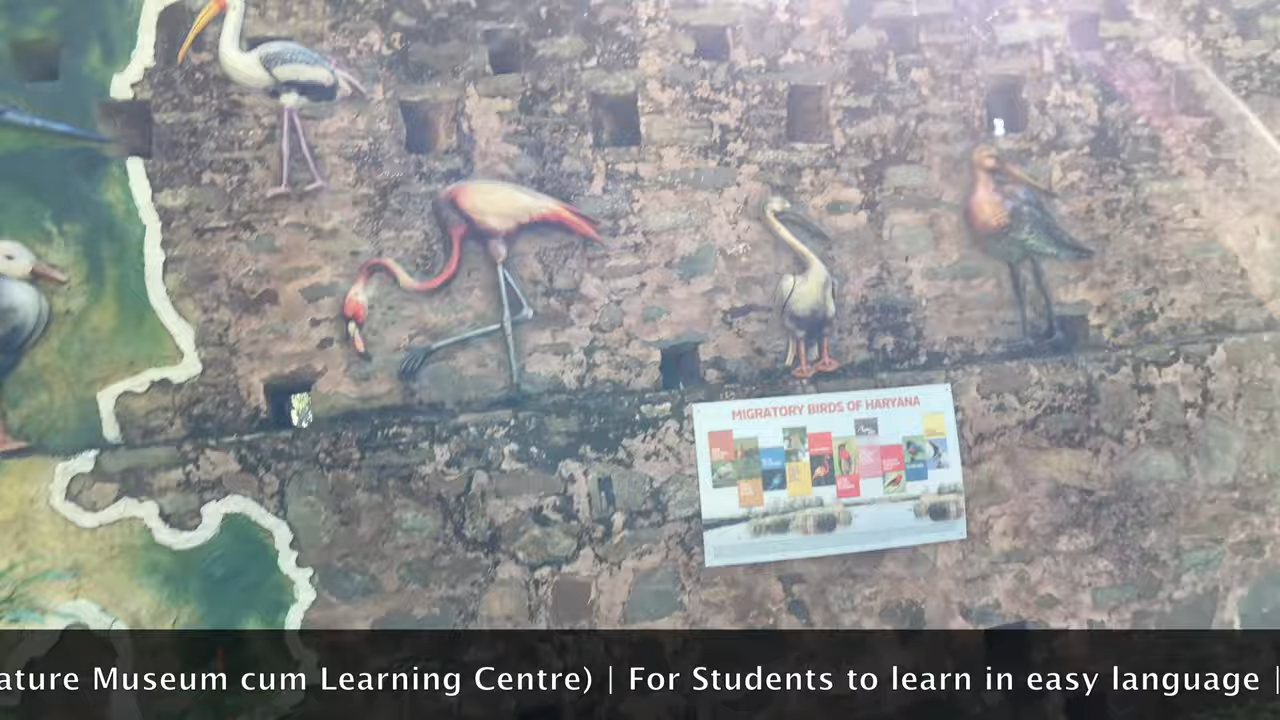 MIGRATORY BIRDS OF HARYANA
ature Museum cum Learning Centre) | For Students to learn in easy language |